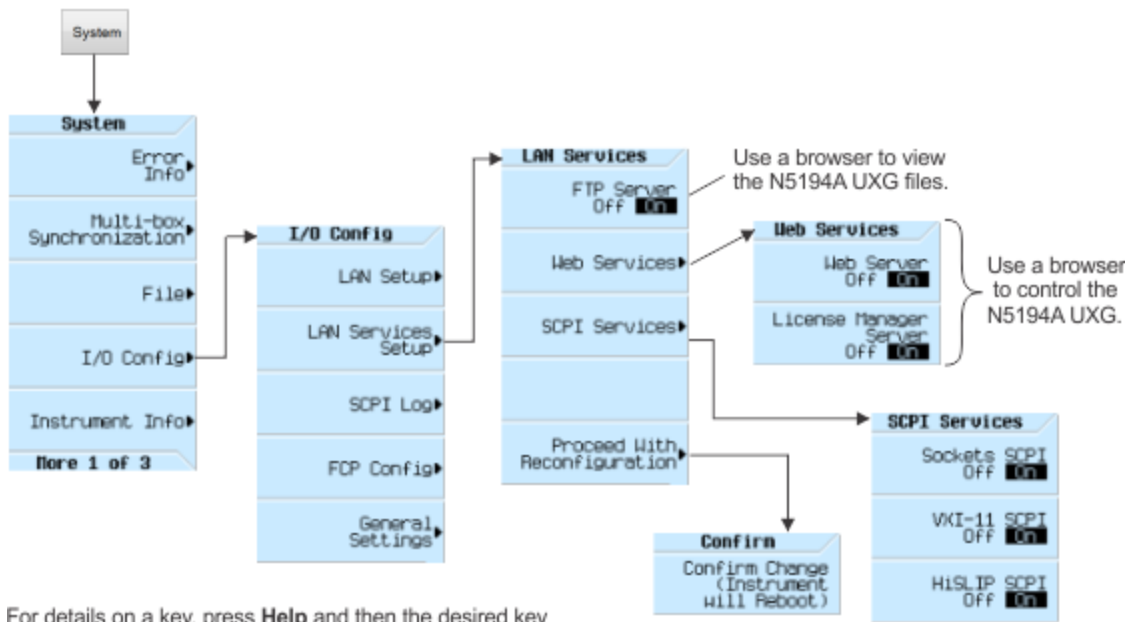 System
System
Error
Info
Multi-box
Synchronization
File
I/O Config
Instrument Info
More 1 of 3
I/O Config
LAN Setup
LAN Services
Setup
SCPI Log
FCP Config
General
Settings
LAN Services
FTP Server
Off On
Web Services
SCPI Services
Proceed With
Reconfiguration
Use a browser to view
the N5194A UXG files.
Web Services
Web Server
Off On
License Manager
Server
Off On
Use a browser
to control the
N5194A UXG.
Confirm
Confirm Change
(Instrument
will Reboot)
SCPI Services
Sockets SCPI
Off On
VXI-11 SCPI
Off On
HiSLIP SCPI
Off On
For details on a key, press Help and then the desired key